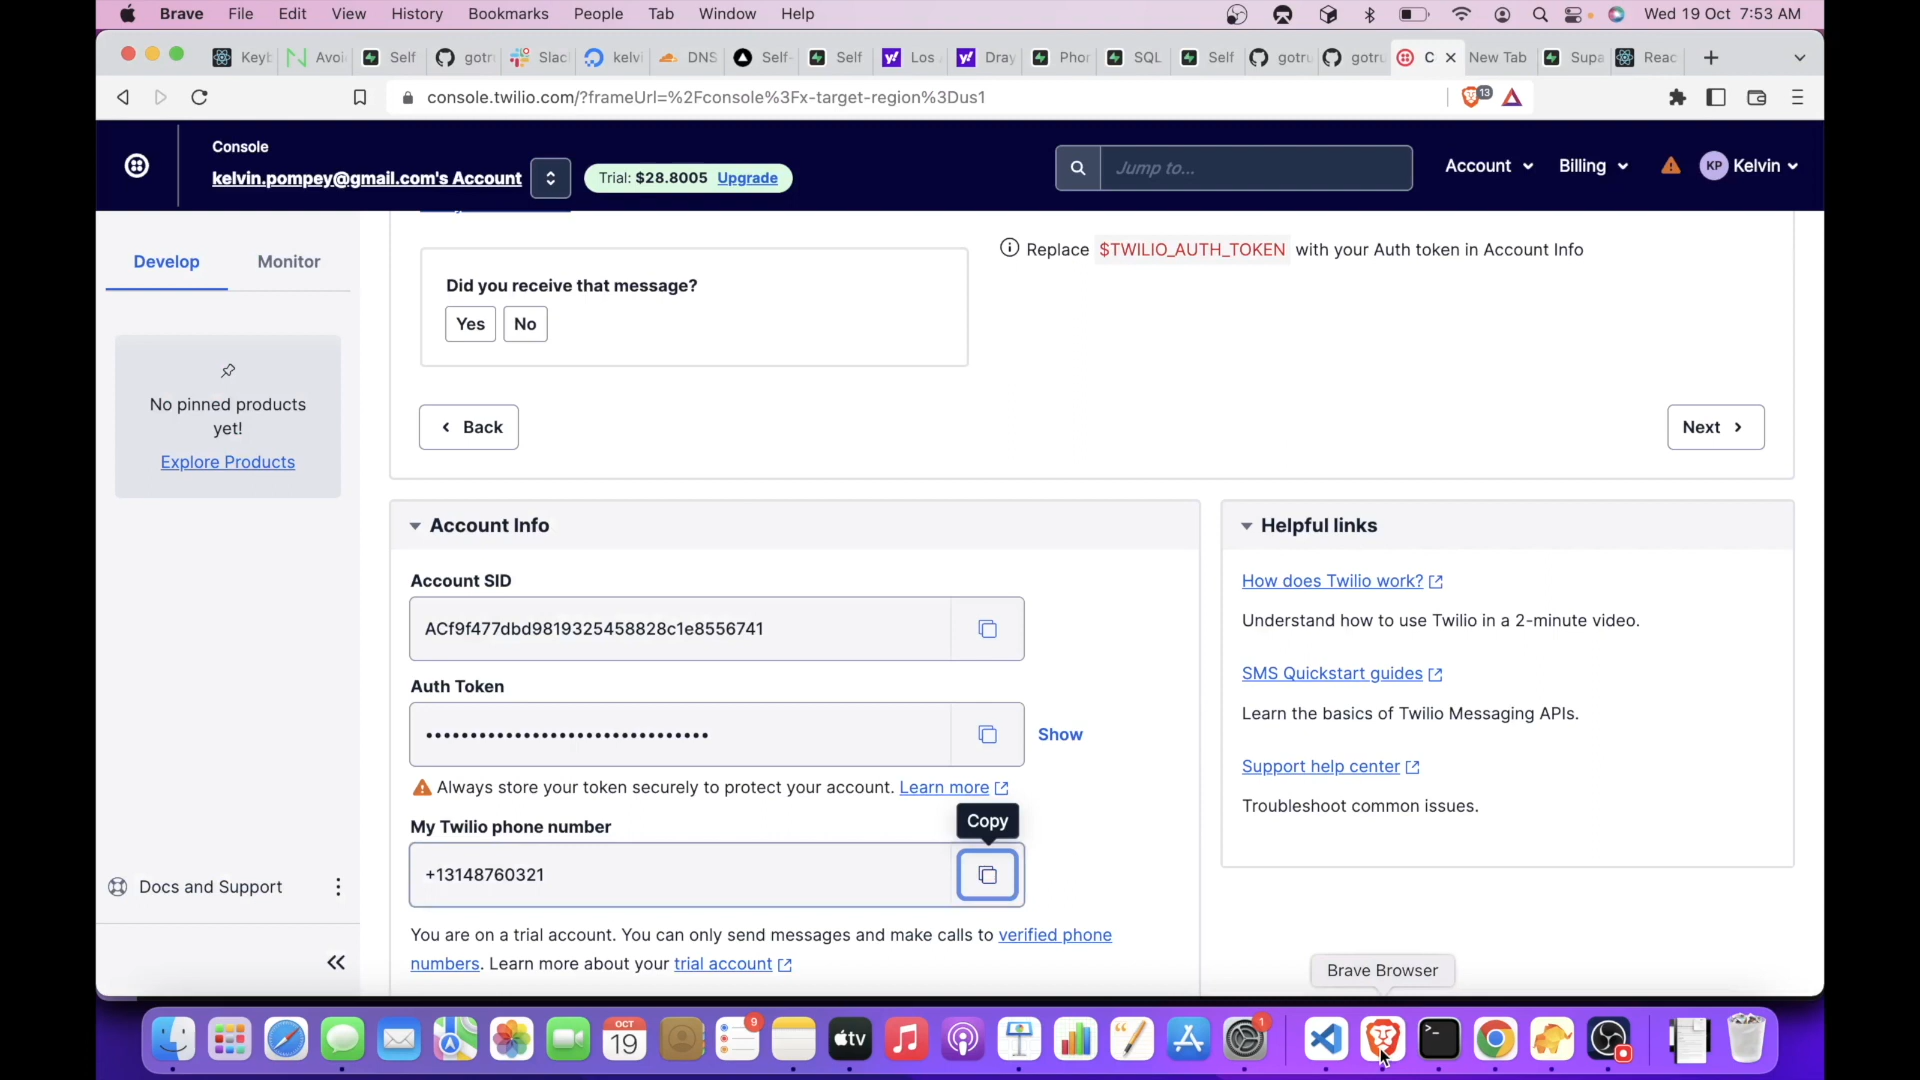 Brave File Edit View History Bookmarks People Tab Window Help Wed 19 Oct 7:53 AM
Keyb Avoi Self gotru Slac kelvi DNS Self- Self Los Dray Phor SQL Self gotru gotru C New Tab Supa Reac
console.twilio.com/?frameUrl=%2Fconsole%3Fx-target-region%3Dus1 13
Console
kelvin.pompey@gmail.com's Account Trial: $28.8005 Upgrade Jump to... Account Billing KP Kelvin
Develop Monitor
No pinned products
yet!
Explore Products
Docs and Support
Replace $TWILIO_AUTH_TOKEN with your Auth token in Account Info
Did you receive that message?
Yes No
Back Next
Account Info
Account SID
ACf9f477dbd9819325458828c1e8556741
Auth Token
Show
Always store your token securely to protect your account. Learn more
Copy
My Twilio phone number
+13148760321
You are on a trial account. You can only send messages and make calls to verified phone
numbers. Learn more about your trial account
Helpful links
How does Twilio work?
Understand how to use Twilio in a 2-minute video.
SMS Quickstart guides
Learn the basics of Twilio Messaging APIs.
Support help center
Troubleshoot common issues.
Brave Browser
OCT
19
9
tv
1